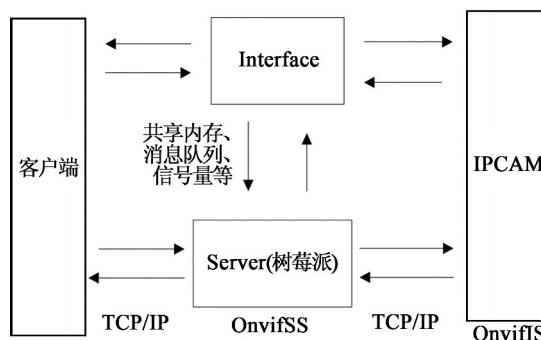 Interface
共享内存、
消息队列、
信号量等
客户端
IPCAM
Server(树莓派)
TCP/IP
OnvifSS
TCP/IP
OnvifIS